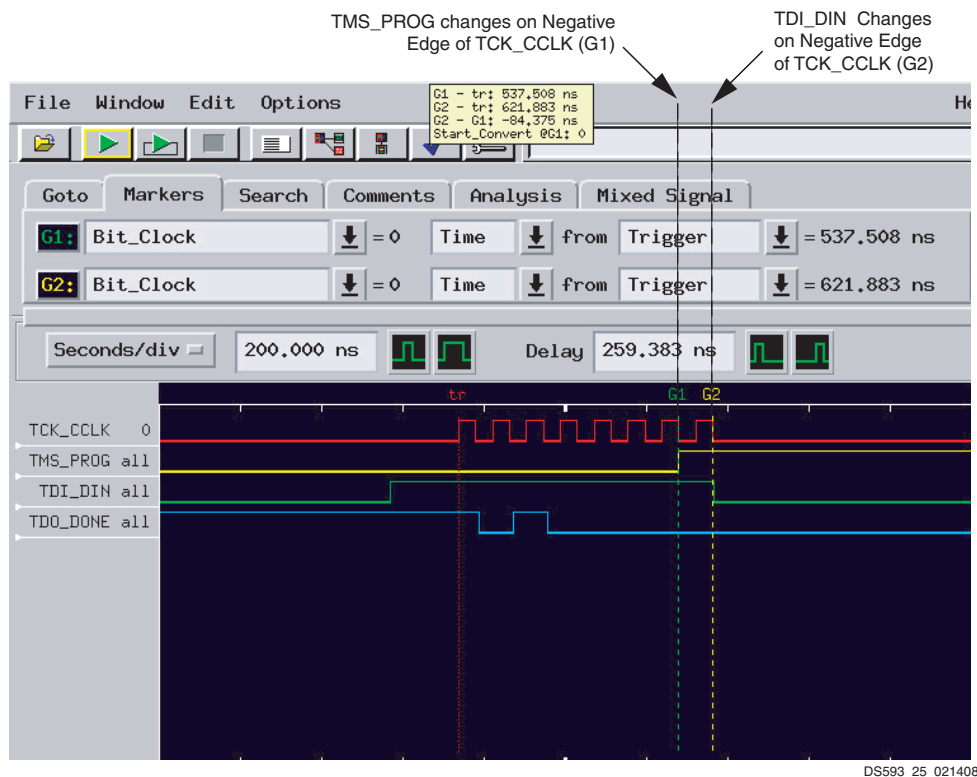 TMS_PROG changes on Negative
Edge of TCK_CCLK (G1)
TDI_DIN Changes
on Negative Edge
of TCK_CCLK (G2)
File Window Edit Options
G1 - tr: 537.508 ns
G2 - tr: 621.883 ns
G2 - G1: -84.375 ns
Start_Convert @G1: 0
Goto Markers Search Comments Analysis Mixed Signal
G1: Bit_Clock = 0 Time from Trigger = 537.508 ns
G2: Bit_Clock = 0 Time from Trigger = 621.883 ns
Seconds/div 200.000 ns Delay 259.383 ns
tr G1 G2
TCK_CCLK 0
TMS_PROG all
TDI_DIN all
TDO_DONE all
DS593_25_021408